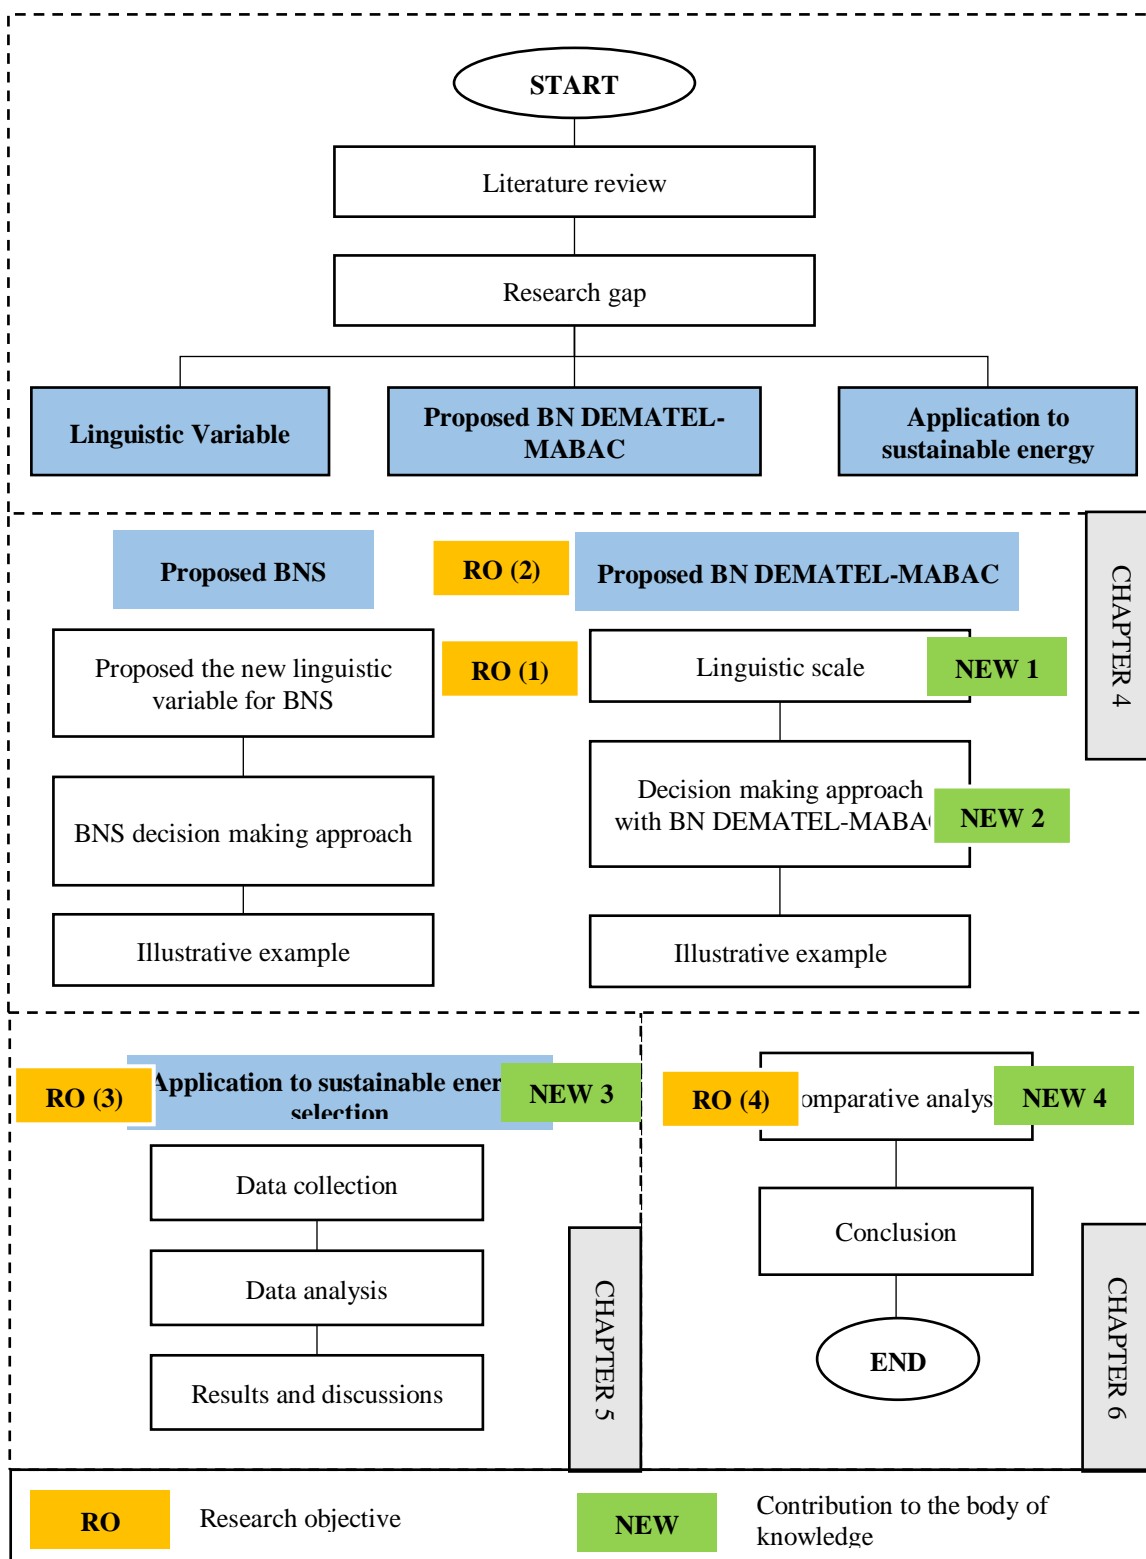 START
Literature review
Research gap
Linguistic Variable
Proposed BN DEMATEL-
MABAC
Application to
sustainable energy
Proposed BNS
RO (2)
Proposed BN DEMATEL-MABAC
CHAPTER 4
Proposed the new linguistic
variable for BNS
RO (1)
Linguistic scale
NEW 1
BNS decision making approach
Decision making approach
with BN DEMATEL-MABA
NEW 2
Illustrative example
Illustrative example
RO (3)
Application to sustainable ener
selection
NEW 3
Data collection
Data analysis
Results and discussions
CHAPTER 5
RO (4)
omparative analys
NEW 4
Conclusion
END
CHAPTER 6
RO
Research objective
NEW
Contribution to the body of
knowledge